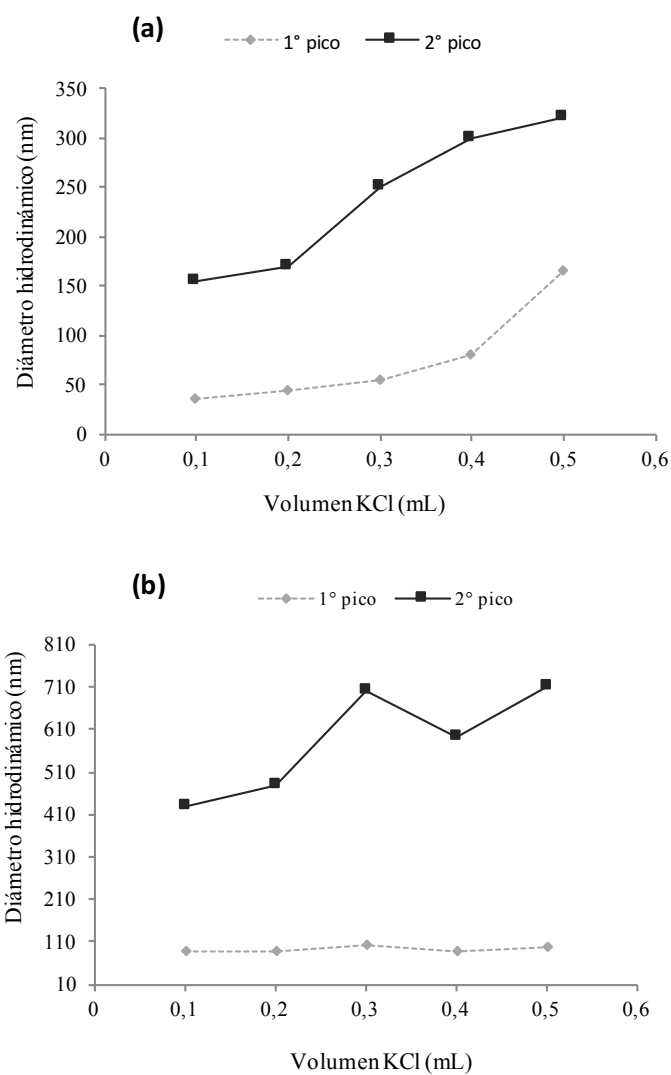 (a)
1° pico 2° pico
350
300
250
200
150
100
50
0
Diámetro hidrodinámico (nm)
0 0,1 0,2 0,3 0,4 0,5 0,6
Volumen KCl (mL)
(b)
1° pico 2° pico
810
710
610
510
410
310
210
110
10
Diámetro hidrodinámico (nm)
0 0,1 0,2 0,3 0,4 0,5 0,6
Volumen KCl (mL)